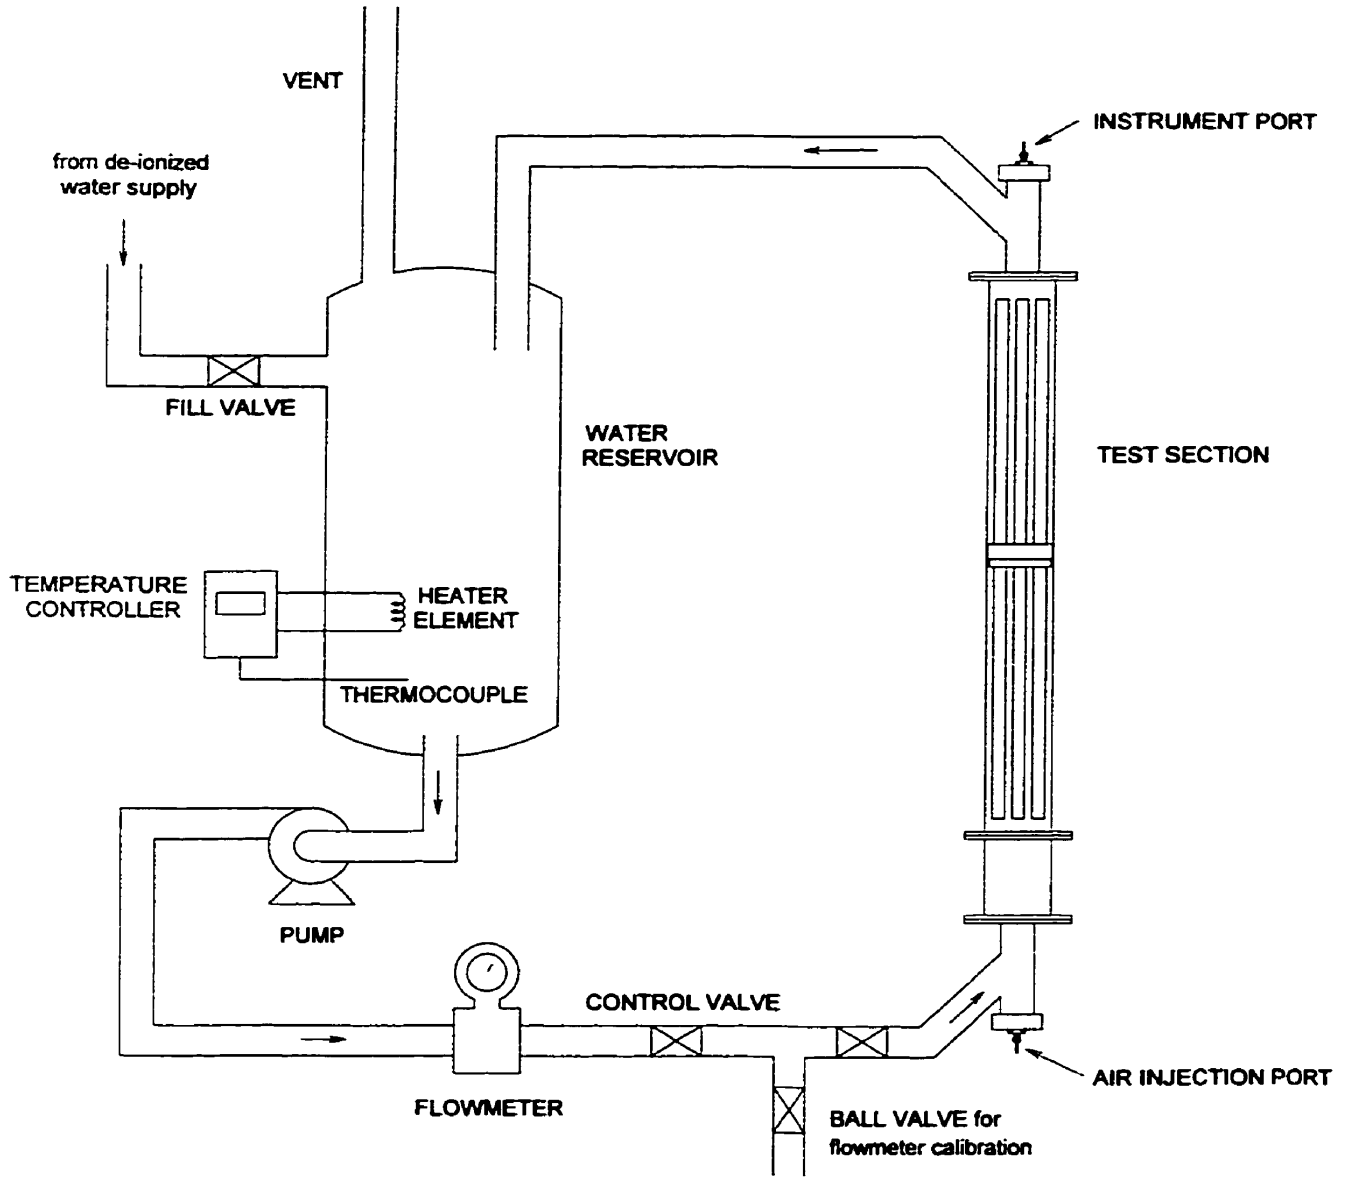 VENT
INSTRUMENT PORT
from de-ionized
water supply
FILL VALVE
WATER
RESERVOIR
TEST SECTION
TEMPERATURE
CONTROLLER
HEATER
ELEMENT
THERMOCOUPLE
PUMP
CONTROL VALVE
FLOWMETER
AIR INJECTION PORT
BALL VALVE for
flowmeter calibration